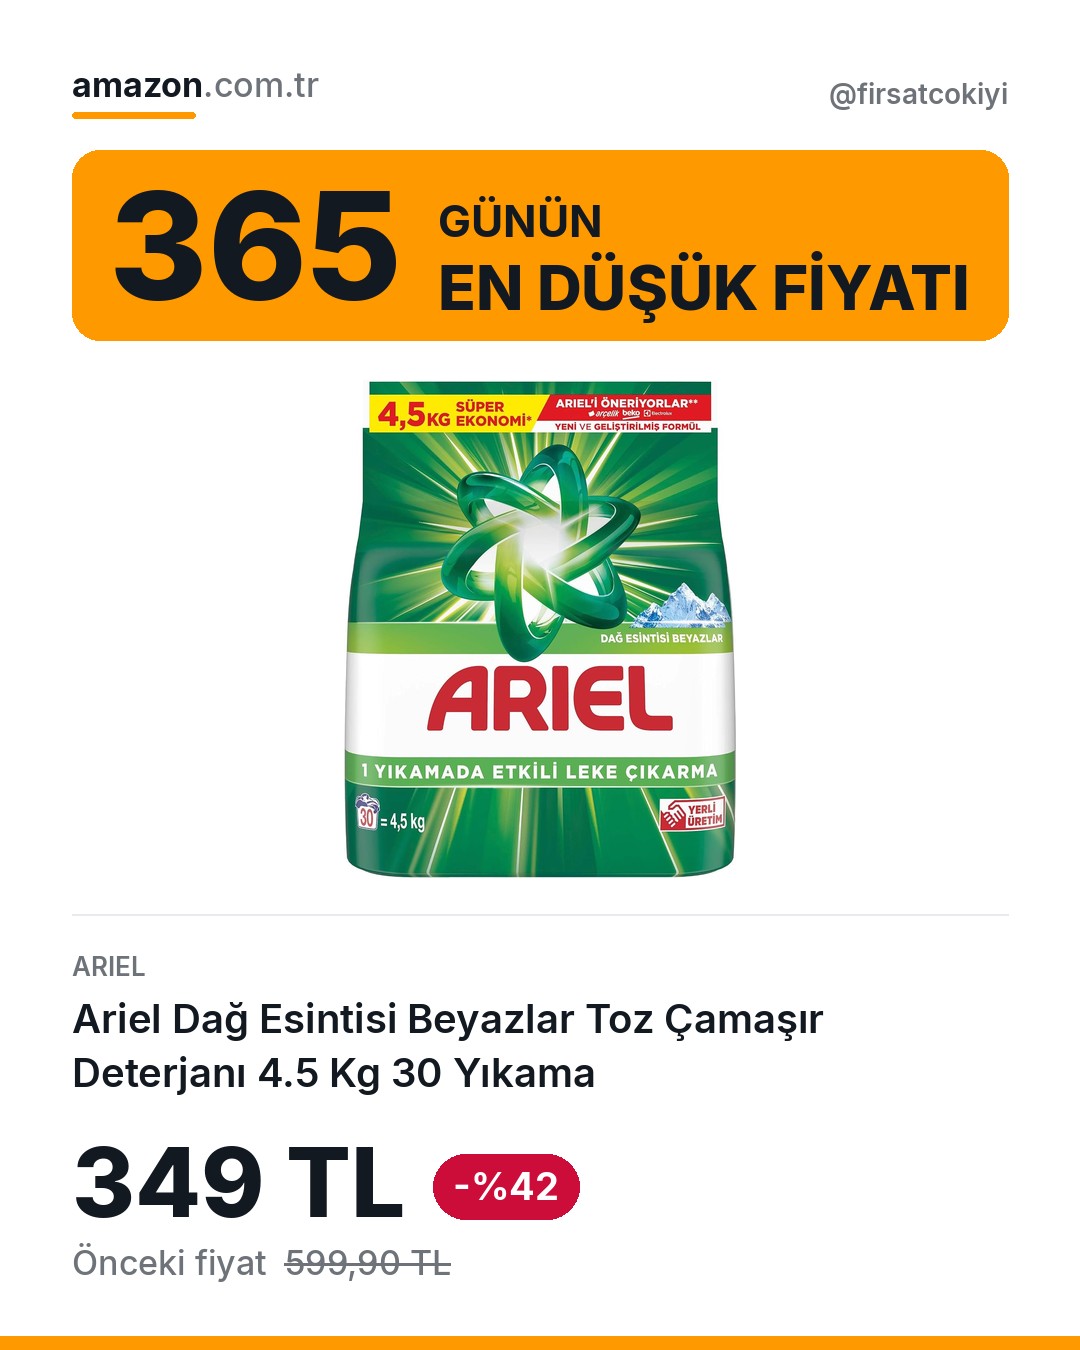 amazon.com.tr
@firsatcokiyi
365
GÜNÜN
EN DÜŞÜK FİYATI
4,5KG SÜPER EKONOMİ*
ARIEL'İ ÖNERİYORLAR**
arçelik beko Electrolux
YENİ VE GELİŞTİRİLMİŞ FORMÜL
DAĞ ESİNTİSİ BEYAZLAR
ARIEL
1 YIKAMADA ETKİLİ LEKE ÇIKARMA
30 = 4,5 kg
YERLİ ÜRETİM
ARIEL
Ariel Dağ Esintisi Beyazlar Toz Çamaşır
Deterjanı 4.5 Kg 30 Yıkama
349 TL -%42
Önceki fiyat 599,90 TL